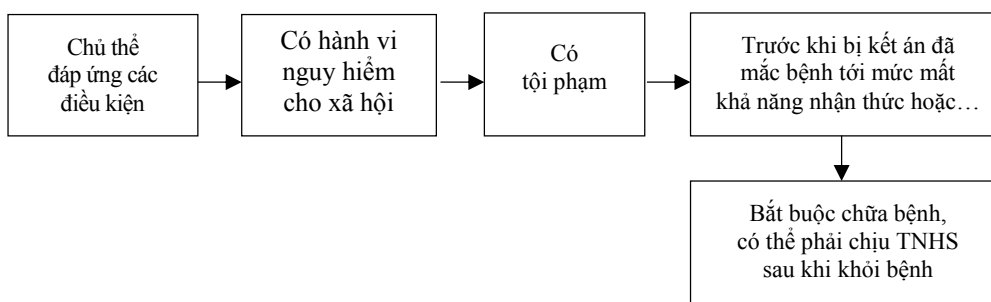 Chủ thể
đáp ứng các
điều kiện
Có hành vi
nguy hiểm
cho xã hội
Có
tội phạm
Trước khi bị kết án đã
mắc bệnh tới mức mất
khả năng nhận thức hoặc…
Bắt buộc chữa bệnh,
có thể phải chịu TNHS
sau khi khỏi bệnh